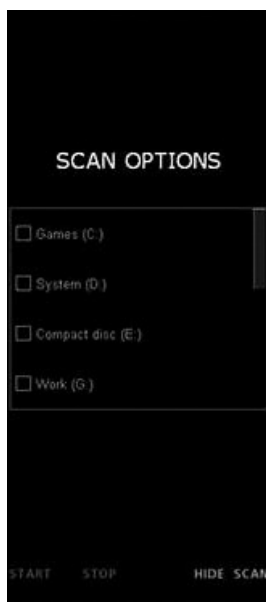 SCAN OPTIONS
Games (C:)
System (D:)
Compact disc (E:)
Work (G:)
START STOP HIDE SCAN